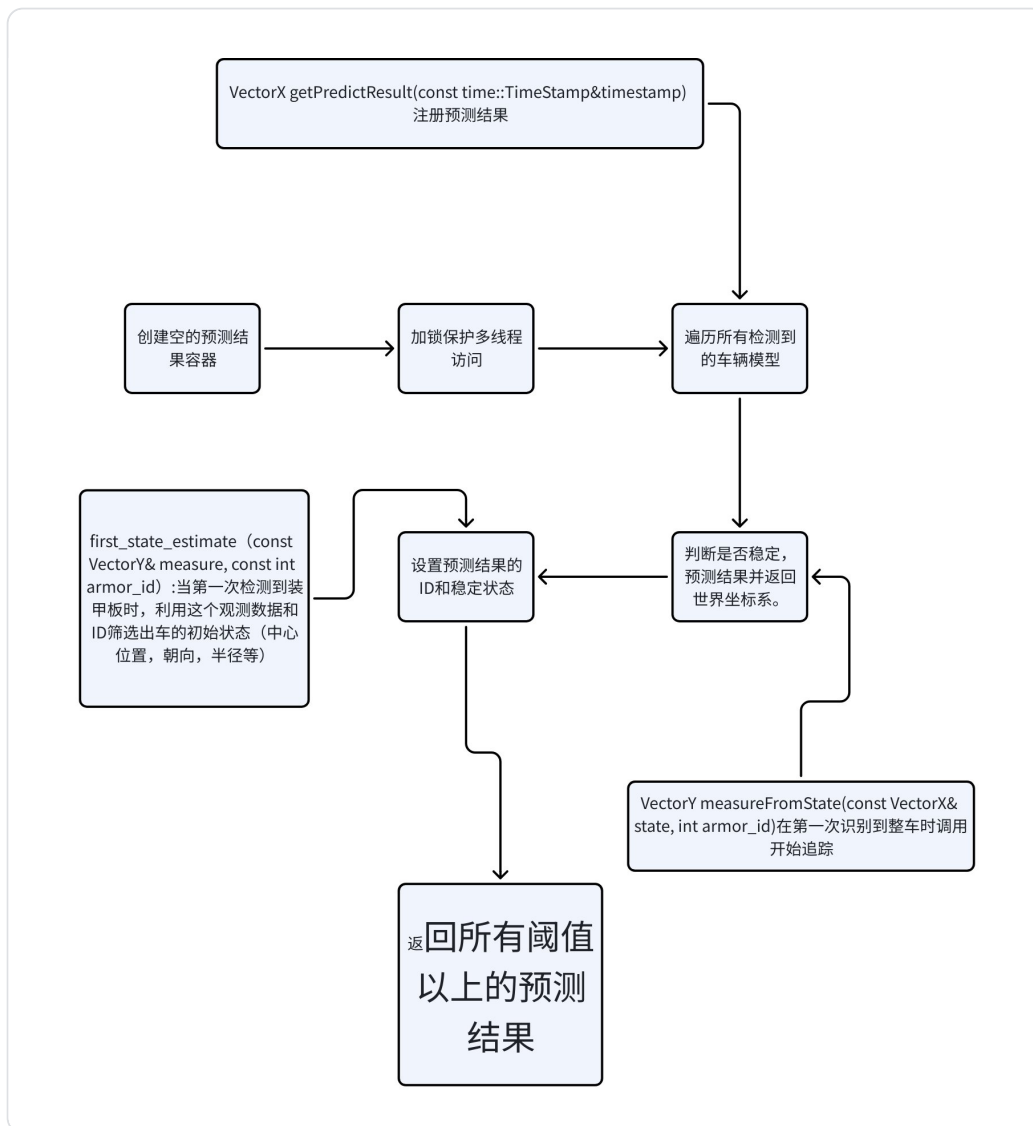 VectorX getPredictResult(const time::TimeStamp&timestamp)
注册预测结果
创建空的预测结
果容器
加锁保护多线程
访问
遍历所有检测到
的车辆模型
first_state_estimate（const
VectorY& measure, const int
armor_id）:当第一次检测到装
甲板时，利用这个观测数据和
ID筛选出车的初始状态（中心
位置，朝向，半径等）
设置预测结果的
ID和稳定状态
判断是否稳定，
预测结果并返回
世界坐标系。
VectorY measureFromState(const VectorX&
state, int armor_id)在第一次识别到整车时调用
开始追踪
返回所有阈值
以上的预测
结果